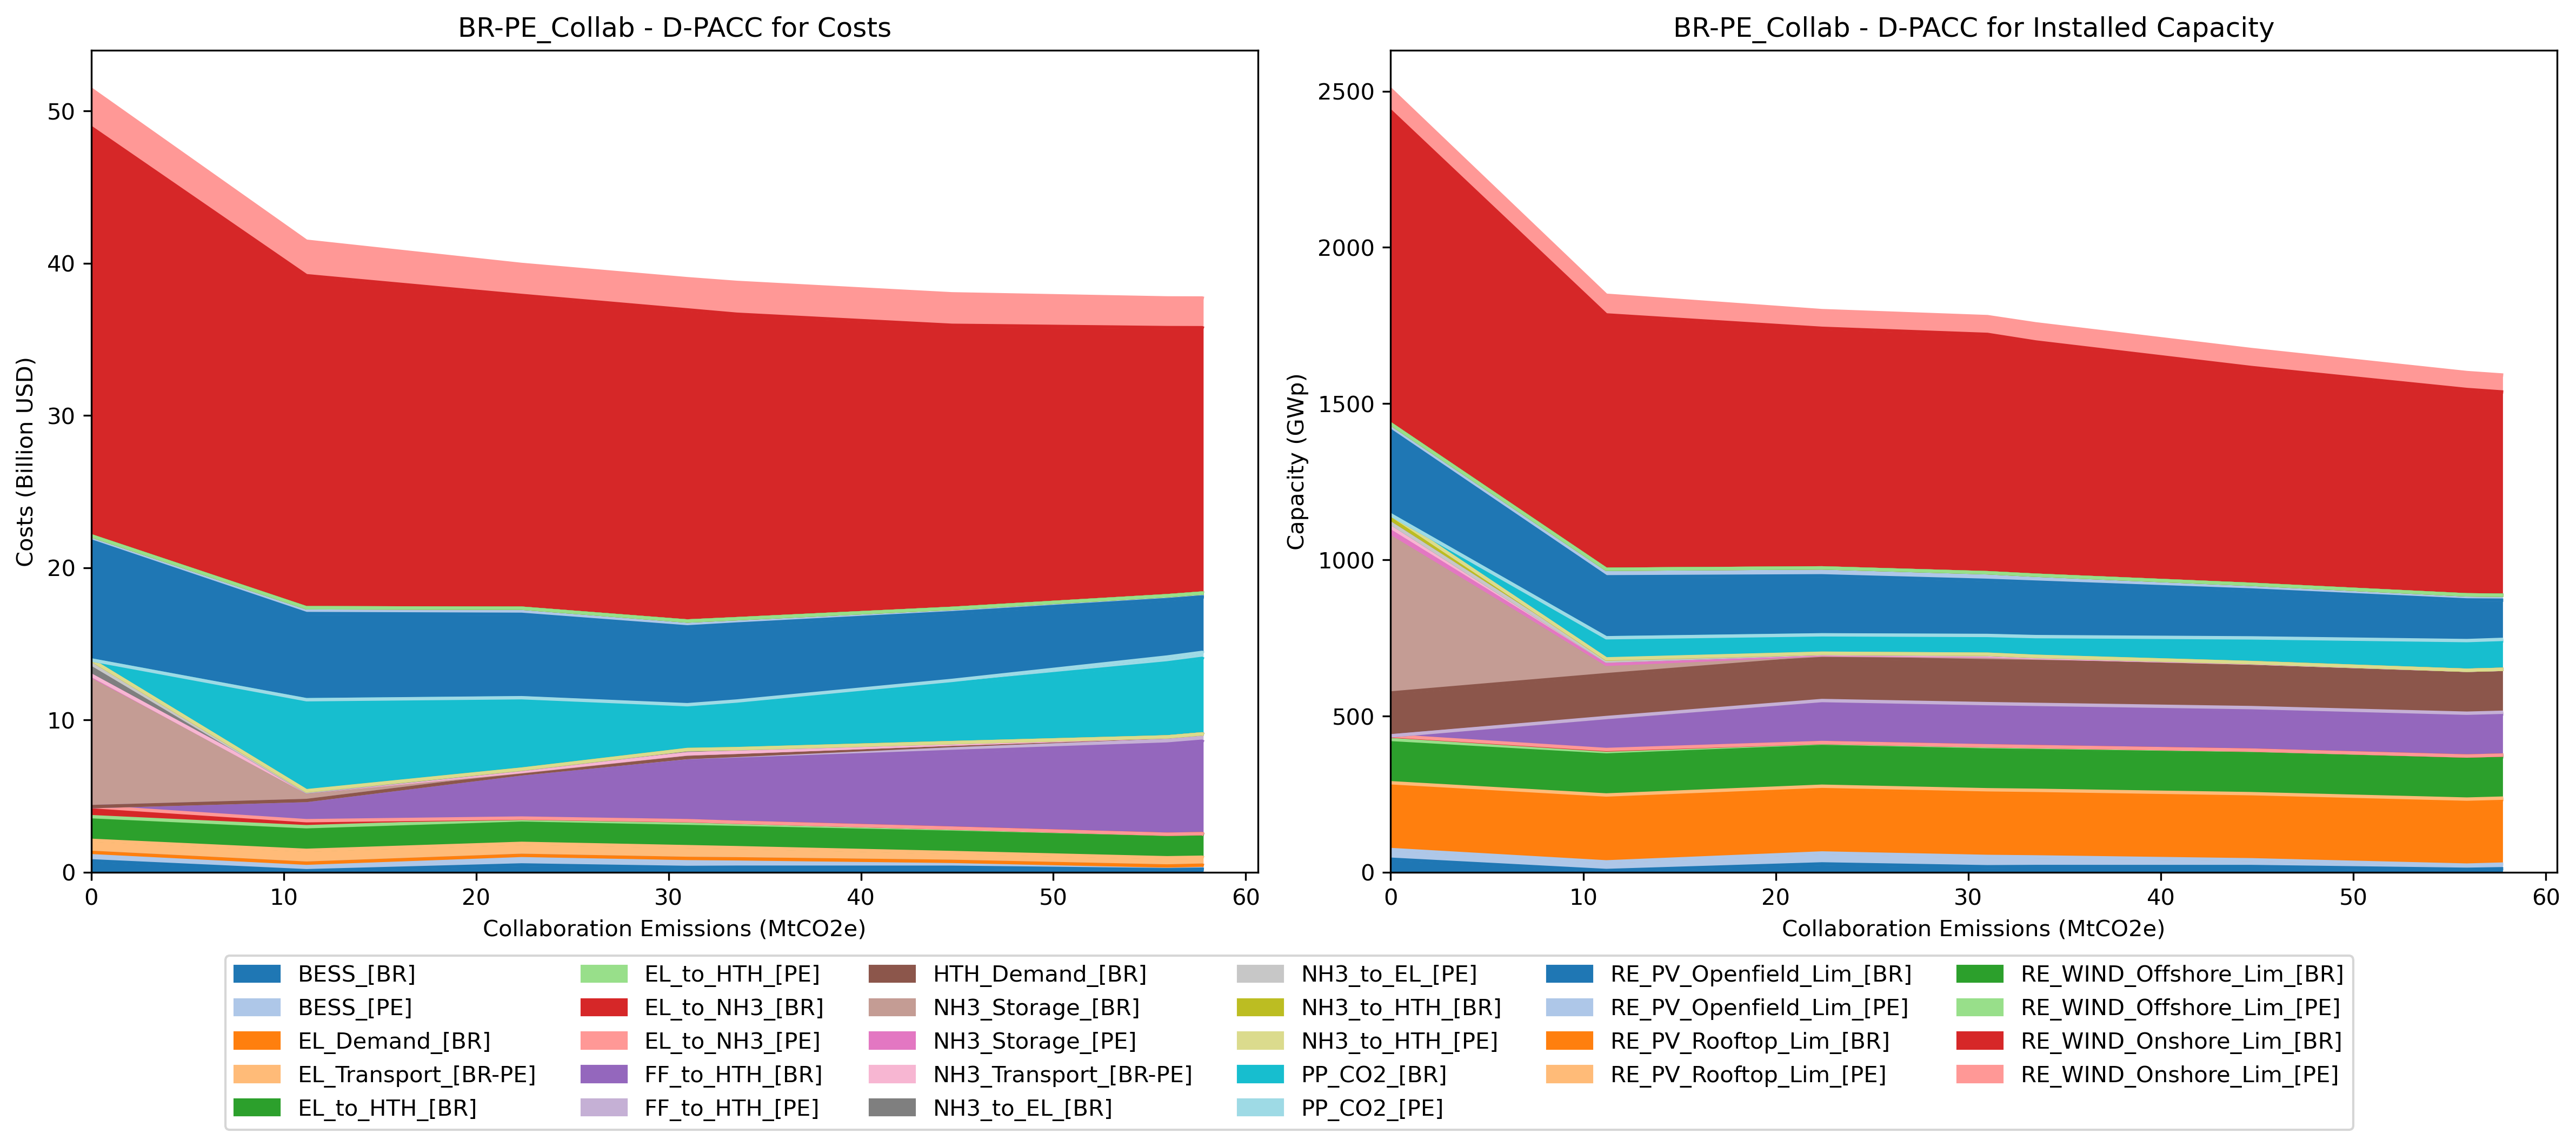 BR-PE_Collab - D-PACC for Costs
Costs (Billion USD)
50
40
30
20
10
0
0 10 20 30 40 50 60
Collaboration Emissions (MtCO2e)
BR-PE_Collab - D-PACC for Installed Capacity
Capacity (GWp)
2500
2000
1500
1000
500
0
0 10 20 30 40 50 60
Collaboration Emissions (MtCO2e)
BESS_[BR]
BESS_[PE]
EL_Demand_[BR]
EL_Transport_[BR-PE]
EL_to_HTH_[BR]
EL_to_HTH_[PE]
EL_to_NH3_[BR]
EL_to_NH3_[PE]
FF_to_HTH_[BR]
FF_to_HTH_[PE]
HTH_Demand_[BR]
NH3_Storage_[BR]
NH3_Storage_[PE]
NH3_Transport_[BR-PE]
NH3_to_EL_[BR]
NH3_to_EL_[PE]
NH3_to_HTH_[BR]
NH3_to_HTH_[PE]
PP_CO2_[BR]
PP_CO2_[PE]
RE_PV_Openfield_Lim_[BR]
RE_PV_Openfield_Lim_[PE]
RE_PV_Rooftop_Lim_[BR]
RE_PV_Rooftop_Lim_[PE]
RE_WIND_Offshore_Lim_[BR]
RE_WIND_Offshore_Lim_[PE]
RE_WIND_Onshore_Lim_[BR]
RE_WIND_Onshore_Lim_[PE]